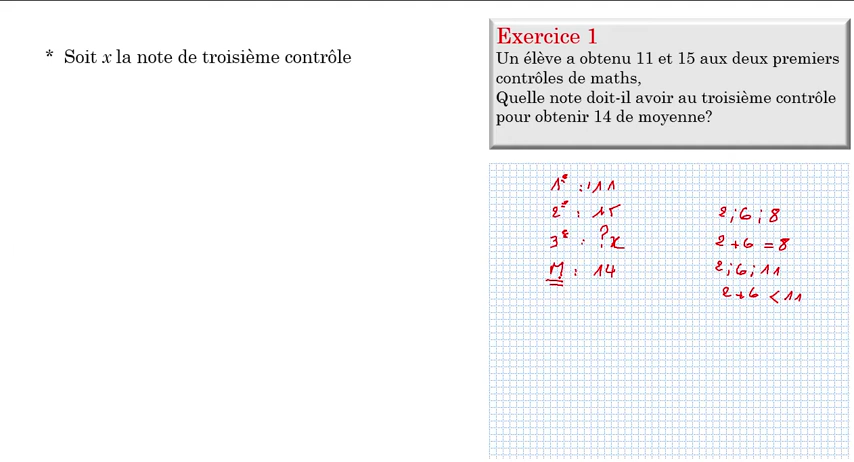 * Soit x la note de troisième contrôle
Exercice 1
Un élève a obtenu 11 et 15 aux deux premiers
contrôles de maths,
Quelle note doit-il avoir au troisième contrôle
pour obtenir 14 de moyenne?
1e : 11
2e : 15
3e : ? x
M : 14
2 ; 6 ; 8
2 + 6 = 8
2 ; 6 ; 11
2 + 6 < 11